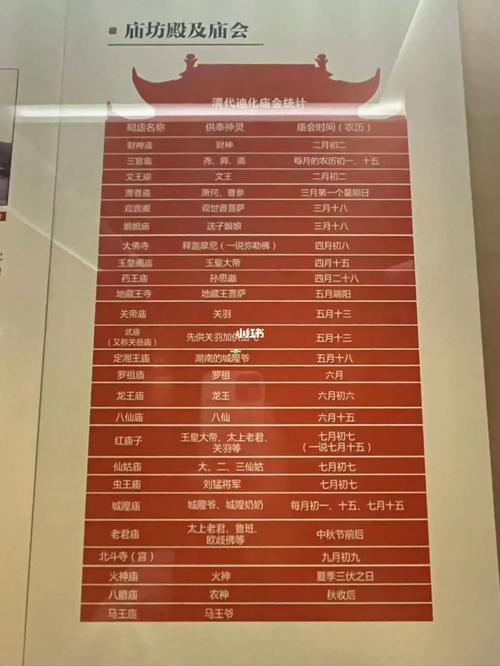 庙坊殿及庙会
清代迪化庙会统计
祠庙名称 供奉神灵 庙会时间（农历）
财神庙 财神 二月初二
三官庙 尧、舜、禹 每月的农历初一、十五
文王庙 文王 二月初二
萧曹庙 萧何、曹参 三月第一个星期日
观音阁 观世音菩萨 三月十八
娘娘庙 送子娘娘 三月十八
大佛寺 释迦摩尼（一说弥勒佛） 四月初八
玉皇阁庙 玉皇大帝 四月十五
药王庙 孙思邈 四月二十八
地藏王寺 地藏王菩萨 五月端阳
关帝庙 关羽 五月十三
武庙
（又称关岳庙） 先供关羽加供岳飞 五月十三
小红书
定湘王庙 湖南的城隍爷 五月十八
罗祖庙 罗祖 六月
龙王庙 龙王 六月初六
八仙庙 八仙 六月十五
红庙子 玉皇大帝、太上老君、
关羽等 七月初七
（一说七月十五）
仙姑庙 大、二、三仙姑 七月初七
虫王庙 刘猛将军 七月初七
城隍庙 城隍爷、城隍奶奶 每月初一、十五、七月十五
老君庙 太上老君、鲁班、
欧歧佛等 中秋节前后
北斗寺（宫） 九月初九
火神庙 火神 夏季三伏之日
八腊庙 农神 秋收后
马王庙 马王爷